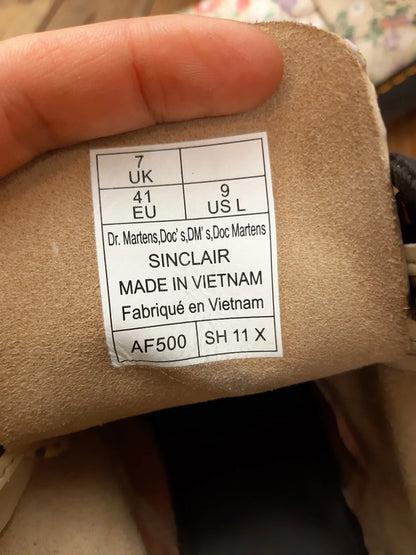 7
UK
41
EU
9
US L
Dr. Martens,Doc's,DM's,Doc Martens
SINCLAIR
MADE IN VIETNAM
Fabriqué en Vietnam
AF500
SH 11 X